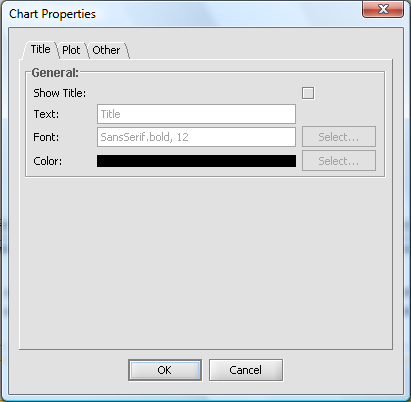 Chart Properties
Title Plot Other
General:
Show Title:
Text: Title
Font: SansSerif.bold, 12 Select...
Color: Select...
OK Cancel